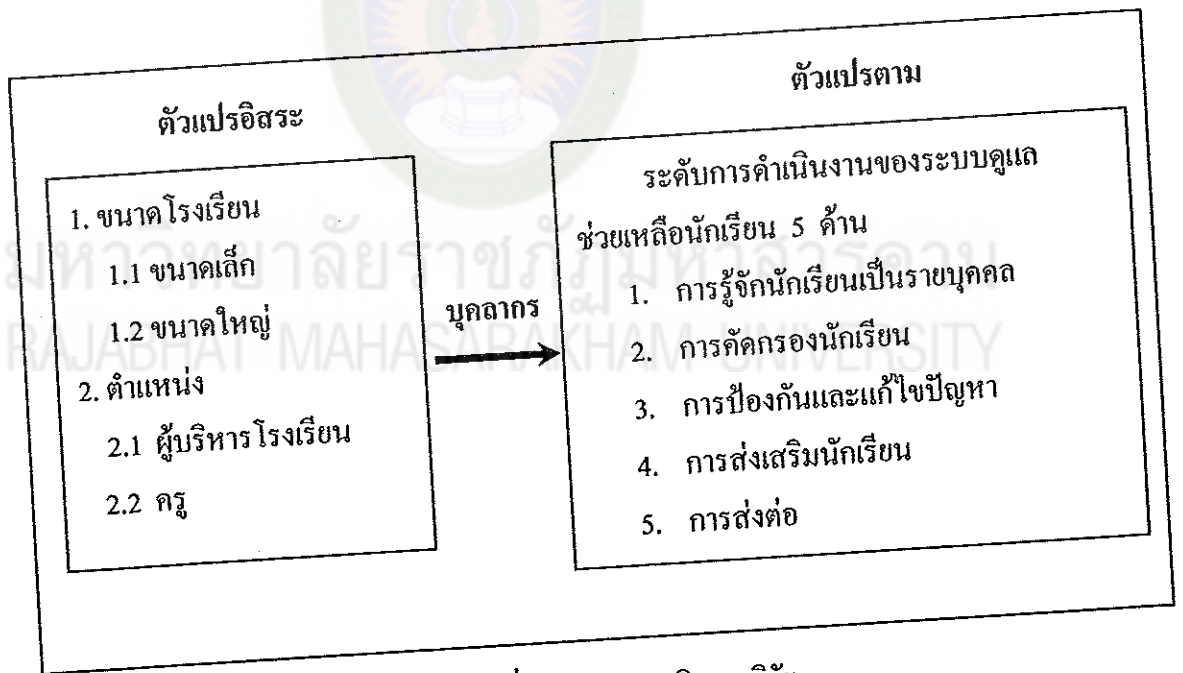 ตัวแปรอิสระ
ตัวแปรตาม
1. ขนาดโรงเรียน
1.1 ขนาดเล็ก
1.2 ขนาดใหญ่
2. ตำแหน่ง
2.1 ผู้บริหารโรงเรียน
2.2 ครู
บุคลากร
ระดับการดำเนินงานของระบบดูแล
ช่วยเหลือนักเรียน 5 ด้าน
1. การรู้จักนักเรียนเป็นรายบุคคล
2. การคัดกรองนักเรียน
3. การป้องกันและแก้ไขปัญหา
4. การส่งเสริมนักเรียน
5. การส่งต่อ
มหาวิทยาลัยราชภัฏมหาสารคาม
RAJABHAT MAHASARAKHAM UNIVERSITY